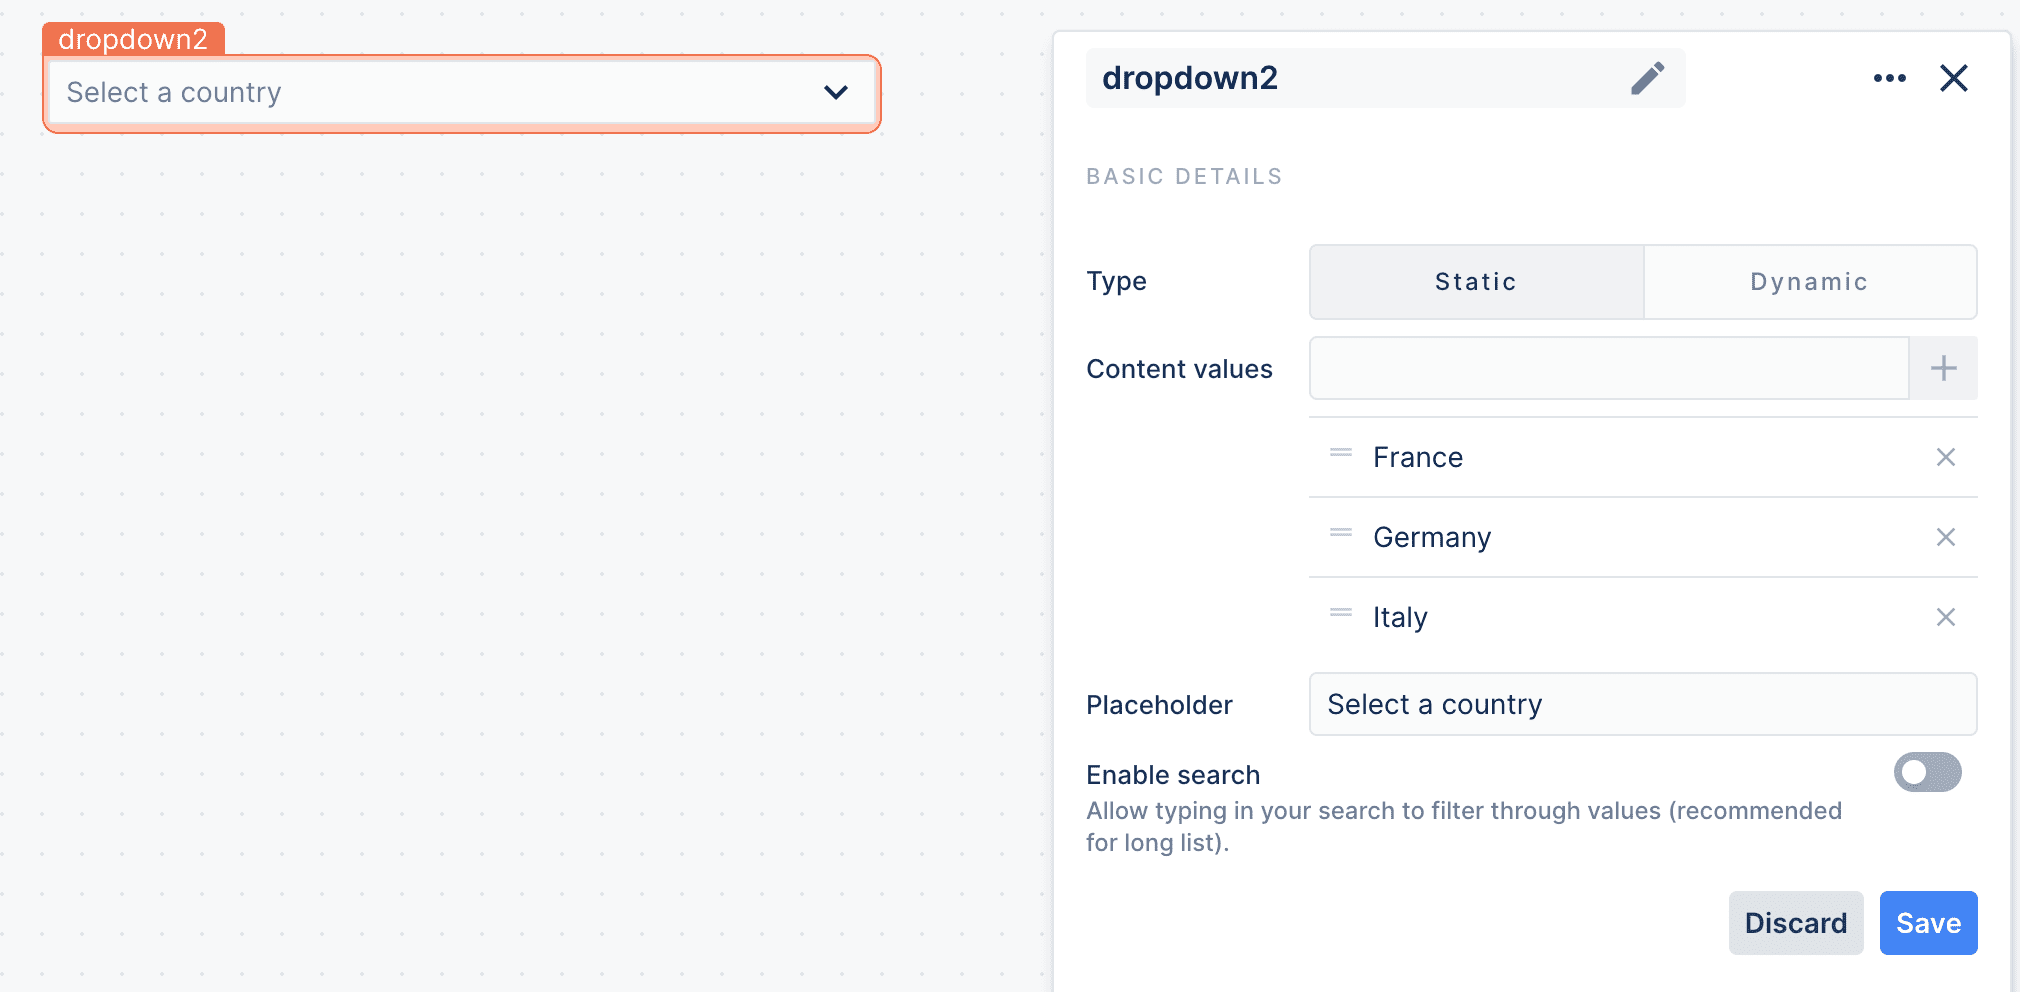 dropdown2
Select a country
dropdown2
BASIC DETAILS
Type
Static
Dynamic
Content values
France
Germany
Italy
Placeholder
Select a country
Enable search
Allow typing in your search to filter through values (recommended
for long list).
Discard
Save